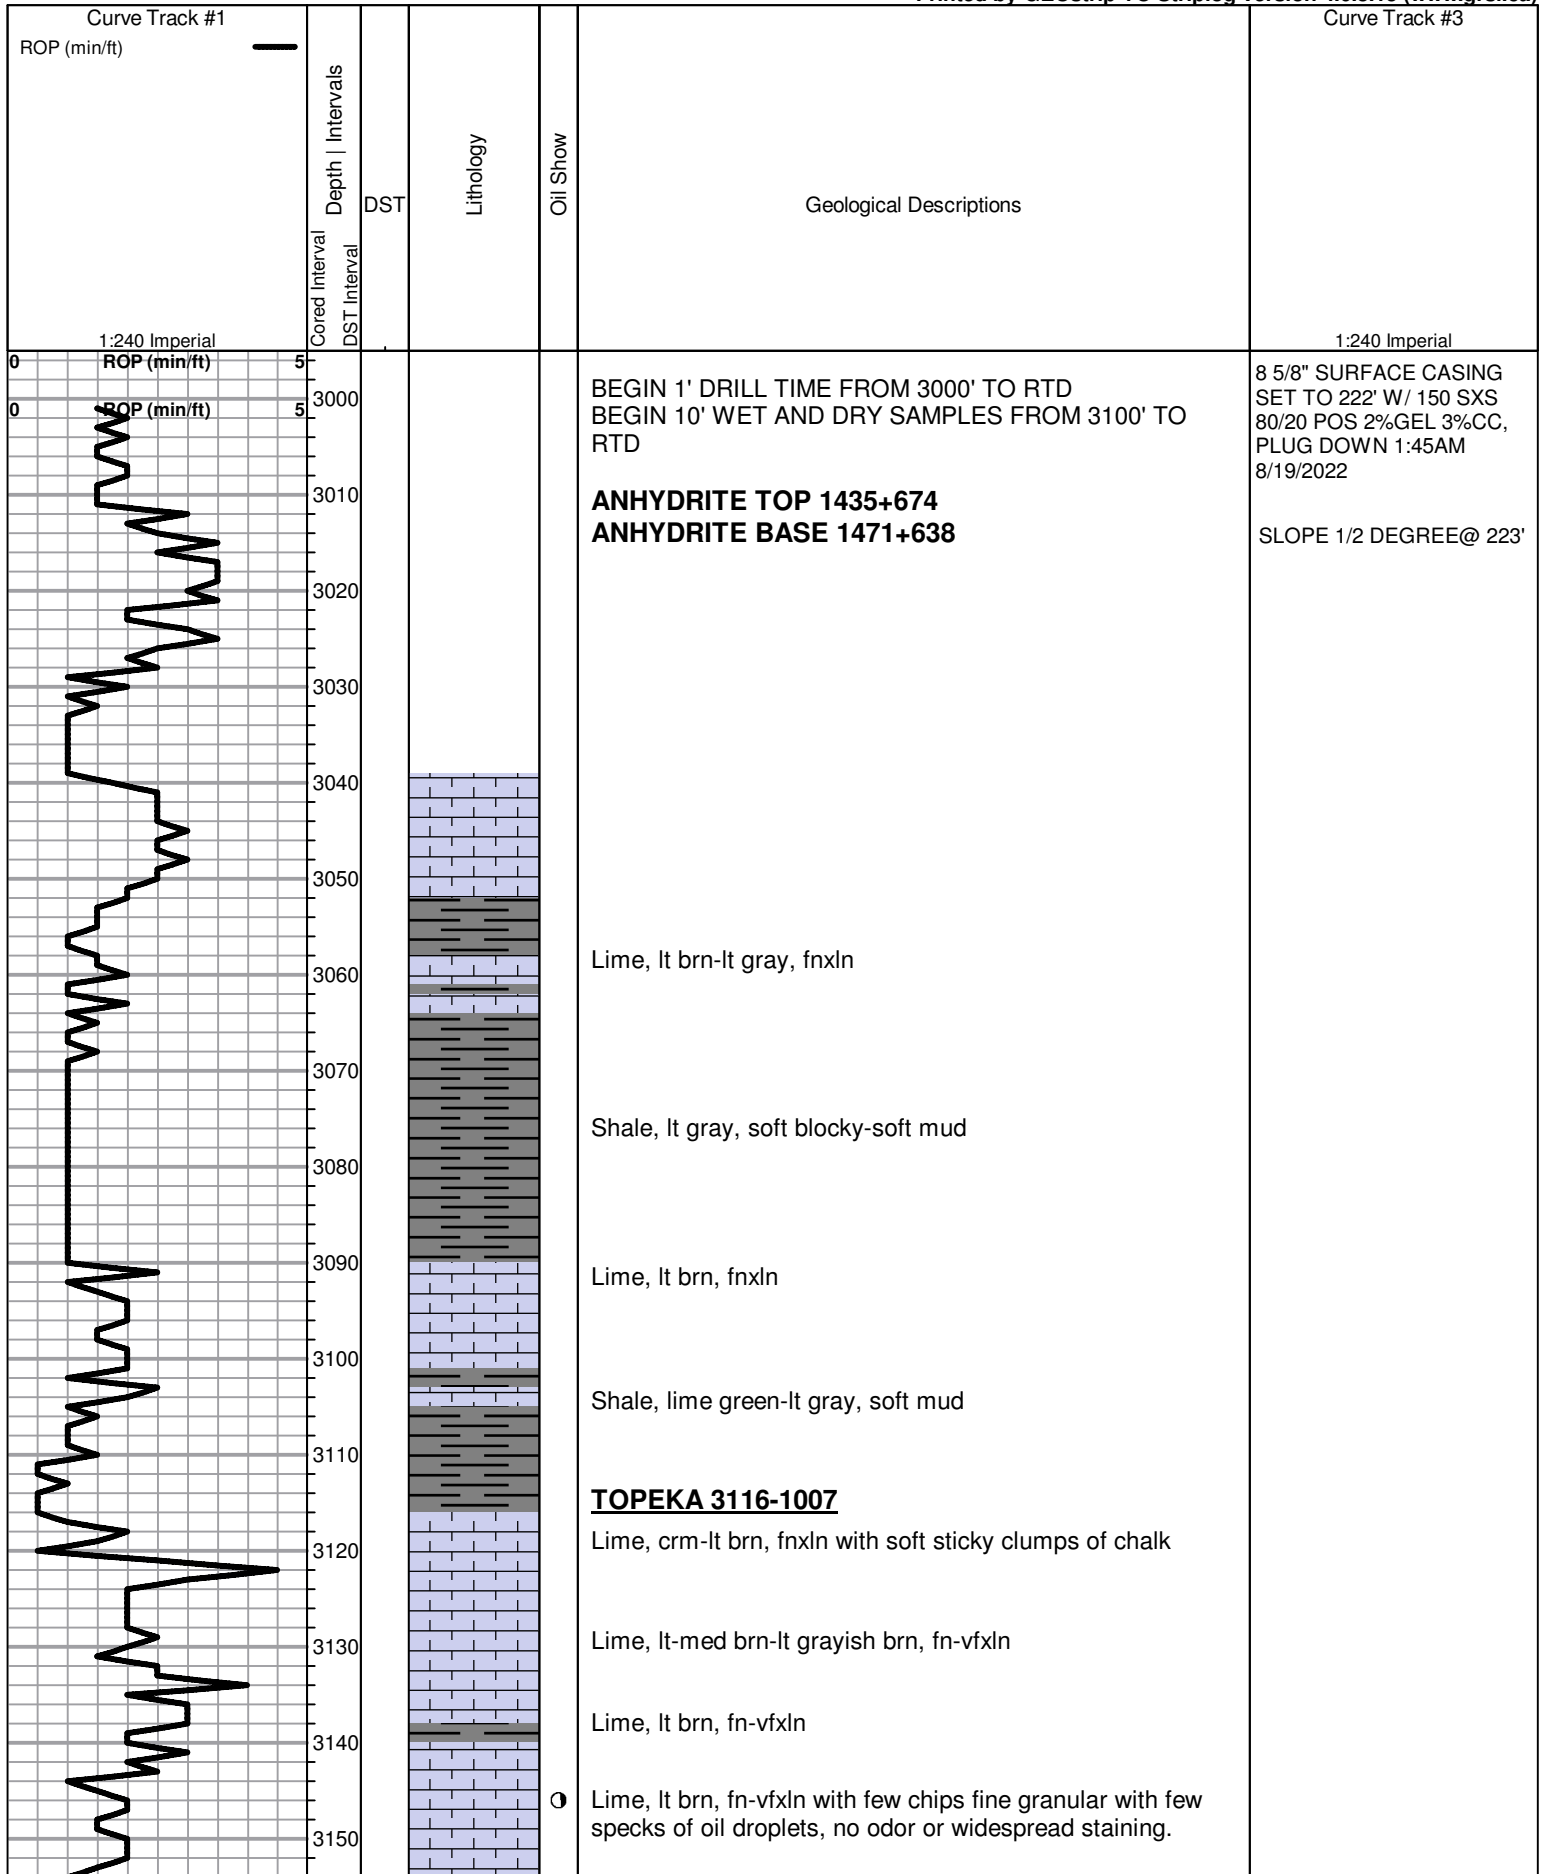 Curve Track #1
ROP (min/ft)
1:240 Imperial
Depth | Intervals
Cored Interval
DST Interval
DST
Lithology
Oil Show
Geological Descriptions
Curve Track #3
1:240 Imperial
0 ROP (min/ft) 5
0 ROP (min/ft) 5
3000
3010
3020
3030
3040
3050
3060
3070
3080
3090
3100
3110
3120
3130
3140
3150
BEGIN 1' DRILL TIME FROM 3000' TO RTD
BEGIN 10' WET AND DRY SAMPLES FROM 3100' TO
RTD
ANHYDRITE TOP 1435+674
ANHYDRITE BASE 1471+638
Lime, lt brn-lt gray, fnxln
Shale, lt gray, soft blocky-soft mud
Lime, lt brn, fnxln
Shale, lime green-lt gray, soft mud
TOPEKA 3116-1007
Lime, crm-lt brn, fnxln with soft sticky clumps of chalk
Lime, lt-med brn-lt grayish brn, fn-vfxln
Lime, lt brn, fn-vfxln
Lime, lt brn, fn-vfxln with few chips fine granular with few
specks of oil droplets, no odor or widespread staining.
8 5/8" SURFACE CASING
SET TO 222' W/ 150 SXS
80/20 POS 2%GEL 3%CC,
PLUG DOWN 1:45AM
8/19/2022
SLOPE 1/2 DEGREE@ 223'